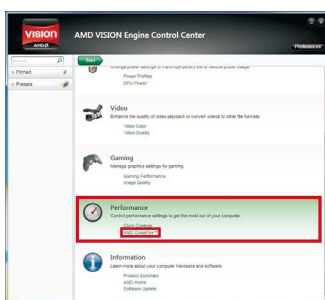 VISION
AMD
AMD VISION Engine Control Center
Preferences
Search
Start
Pinned
Presets
Change power settings to maximize battery life or reduce power usage
Power Profiles
CPU Power
Video
Enhance the quality of video playback or convert videos to other file formats.
Video Color
Video Quality
Gaming
Manage graphics settings for gaming.
Gaming Performance
Image Quality
Performance
Control performance settings to get the most out of your computer.
Clock Controls
AMD CrossFire™
Information
Learn more about your computer hardware and software.
Product Summary
AMD Home
Software Update